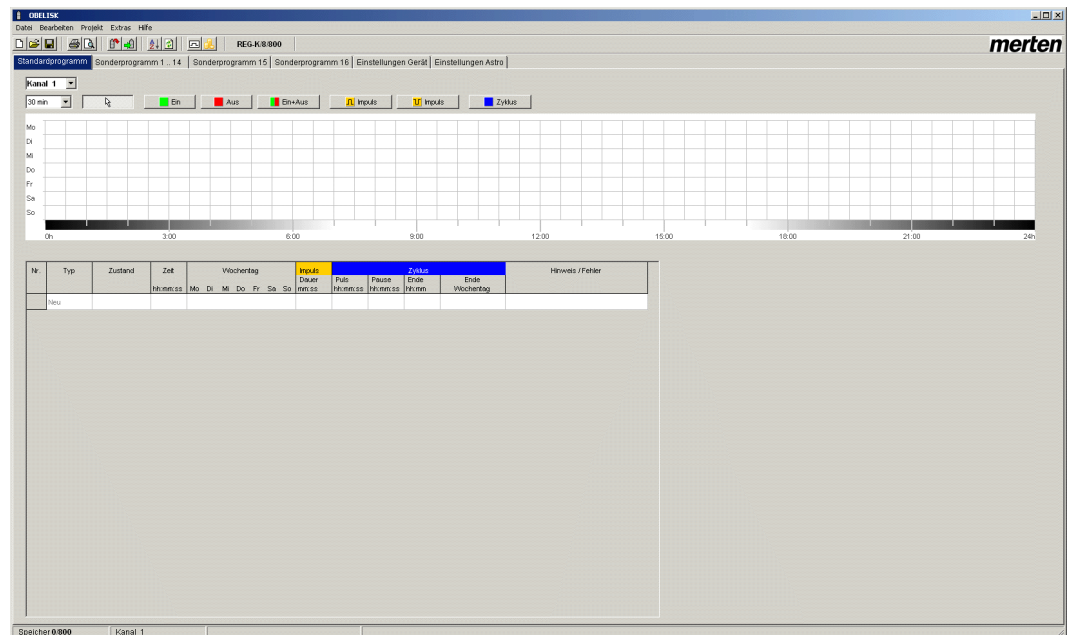 OBELISK
Datei Bearbeiten Projekt Extras Hilfe
REG-K/8/800
merten
Standardprogramm Sonderprogramm 1 .. 14 Sonderprogramm 15 Sonderprogramm 16 Einstellungen Gerät Einstellungen Astro
Kanal 1
30 min Ein Aus Ein+Aus Impuls Impuls Zyklus
Mo
Di
Mi
Do
Fr
Sa
So
0h 3:00 6:00 9:00 12:00 15:00 18:00 21:00 24h
Nr. Typ Zustand Zeit Wochentag Impuls Zyklus Hinweis / Fehler
Dauer Puls Pause Ende Ende
hh:mm:ss Mo Di Mi Do Fr Sa So mm:ss hh:mm:ss hh:mm:ss hh:mm Wochentag
Neu
Speicher 0/800 Kanal 1